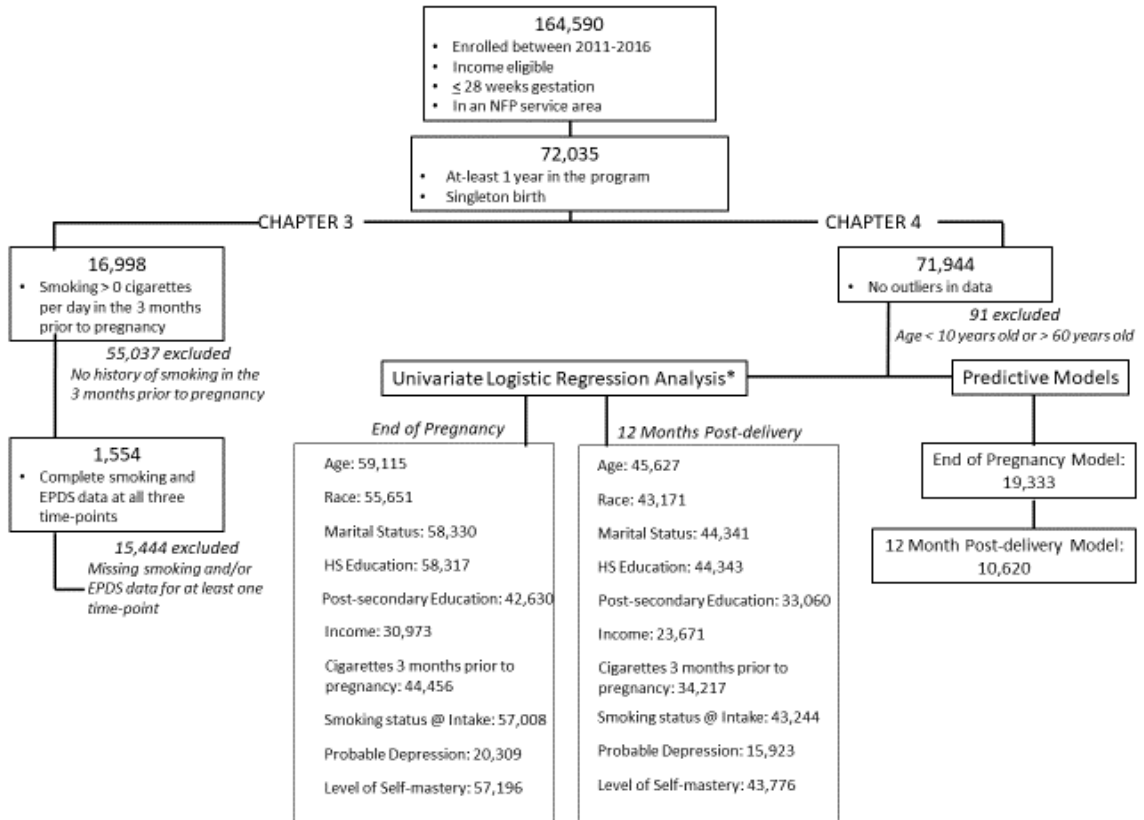 164,590
• Enrolled between 2011-2016
• Income eligible
• ≤ 28 weeks gestation
• In an NFP service area
72,035
• At-least 1 year in the program
• Singleton birth
CHAPTER 3
CHAPTER 4
16,998
• Smoking > 0 cigarettes
per day in the 3 months
prior to pregnancy
55,037 excluded
No history of smoking in the
3 months prior to pregnancy
1,554
• Complete smoking and
EPDS data at all three
time-points
15,444 excluded
Missing smoking and/or
EPDS data for at least one
time-point
71,944
• No outliers in data
91 excluded
Age < 10 years old or > 60 years old
Univariate Logistic Regression Analysis*
Predictive Models
End of Pregnancy
Age: 59,115
Race: 55,651
Marital Status: 58,330
HS Education: 58,317
Post-secondary Education: 42,630
Income: 30,973
Cigarettes 3 months prior to
pregnancy: 44,456
Smoking status @ Intake: 57,008
Probable Depression: 20,309
Level of Self-mastery: 57,196
12 Months Post-delivery
Age: 45,627
Race: 43,171
Marital Status: 44,341
HS Education: 44,343
Post-secondary Education: 33,060
Income: 23,671
Cigarettes 3 months prior to
pregnancy: 34,217
Smoking status @ Intake: 43,244
Probable Depression: 15,923
Level of Self-mastery: 43,776
End of Pregnancy Model:
19,333
12 Month Post-delivery Model:
10,620